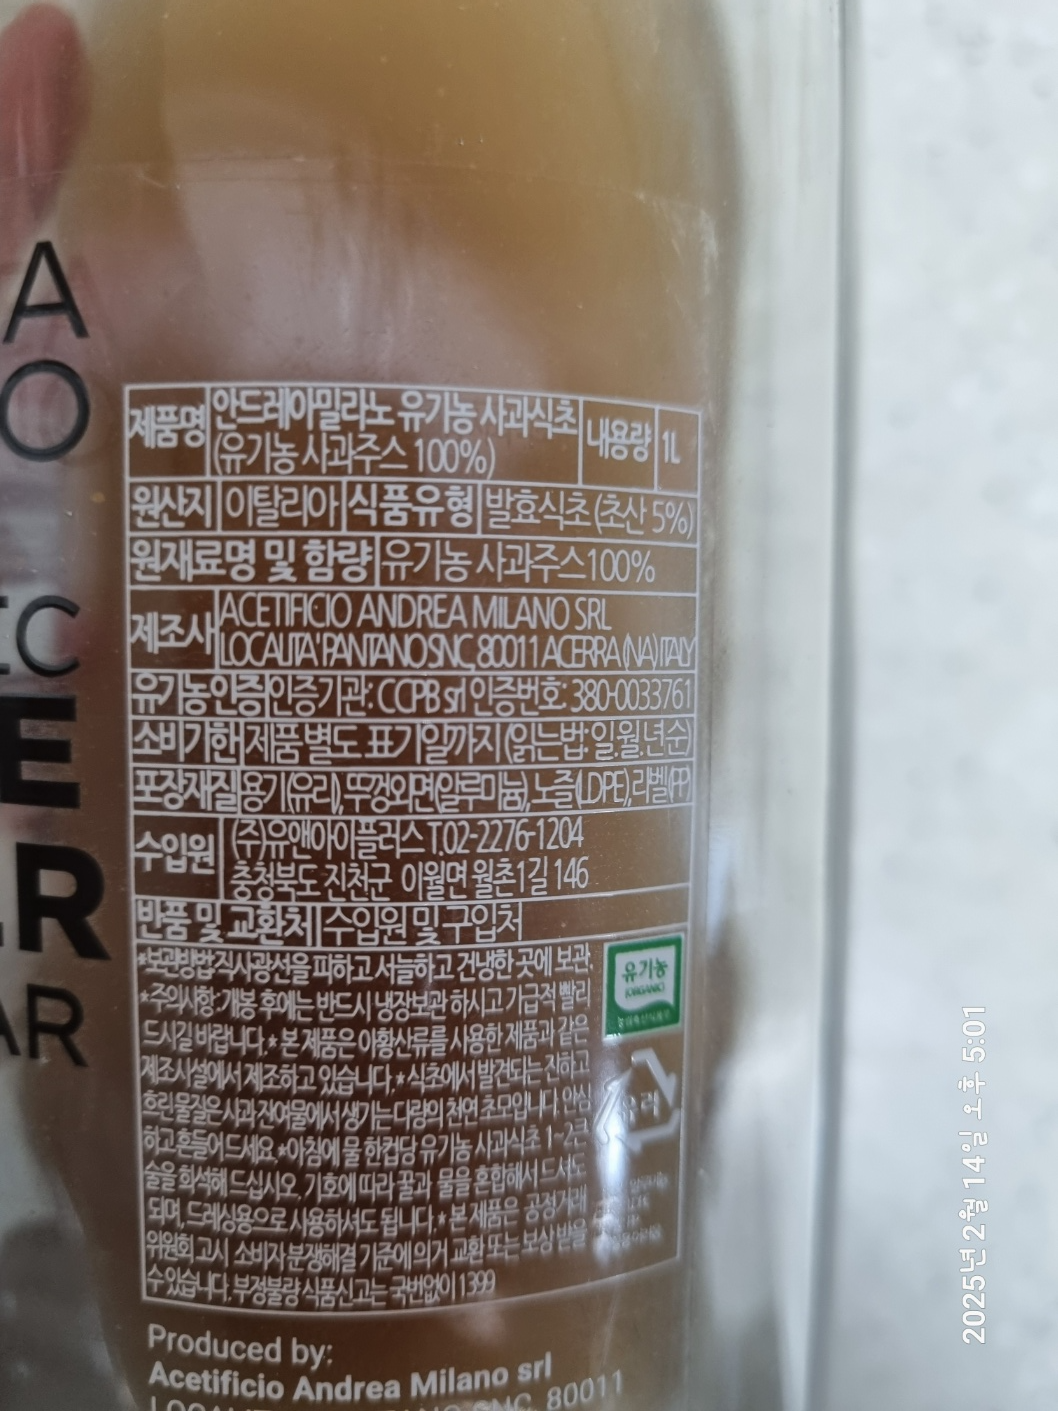 A
O
IC
E
ER
AR
제품명 안드레아밀라노 유기농 사과식초 (유기농 사과주스 100%) 내용량 1L
원산지 이탈리아 식품유형 발효식초 (초산 5%)
원재료명 및 함량 유기농 사과주스100%
제조사 ACETIFICIO ANDREA MILANO SRL
LOCALITA' PANTANO SNC, 80011 ACERRA (NA) ITALY
유기농인증 인증기관: CCPB srl 인증번호: 380-0033761
소비기한 제품 별도 표기일까지 (읽는법: 일.월.년 순)
포장재질 용기(유리), 뚜껑외면(알루미늄), 노즐(LDPE), 라벨(PP)
수입원 (주)유앤아이플러스 T.02-2276-1204
충청북도 진천군 이월면 월촌1길 146
반품 및 교환처 수입원 및 구입처
*보관방법:직사광선을 피하고 서늘하고 건냉한 곳에 보관.
*주의사항:개봉 후에는 반드시 냉장보관 하시고 가급적 빨리
드시길 바랍니다.* 본 제품은 이황산류를 사용한 제품과 같은
제조시설에서 제조하고 있습니다.* 식초에서 발견되는 진하고
흐린 물질은 사과 잔여물에서 생기는 다량의 천연 초모입니다. 안심
하고 흔들어 드세요.*아침에 물 한컵당 유기농 사과식초 1-2큰
술을 희석해 드십시오. 기호에 따라 꿀과 물을 혼합해서 드셔도
되며, 드레싱용으로 사용하셔도 됩니다.* 본 제품은 공정거래
위원회 고시 소비자 분쟁해결 기준에 의거 교환 또는 보상 받을
수 있습니다. 부정불량 식품신고는 국번없이 1399
유기농
(ORGANIC)
농림축산식품부
유리
Produced by:
Acetificio Andrea Milano srl
SNC, 80011
2025년 2월 14일 오후 5:01